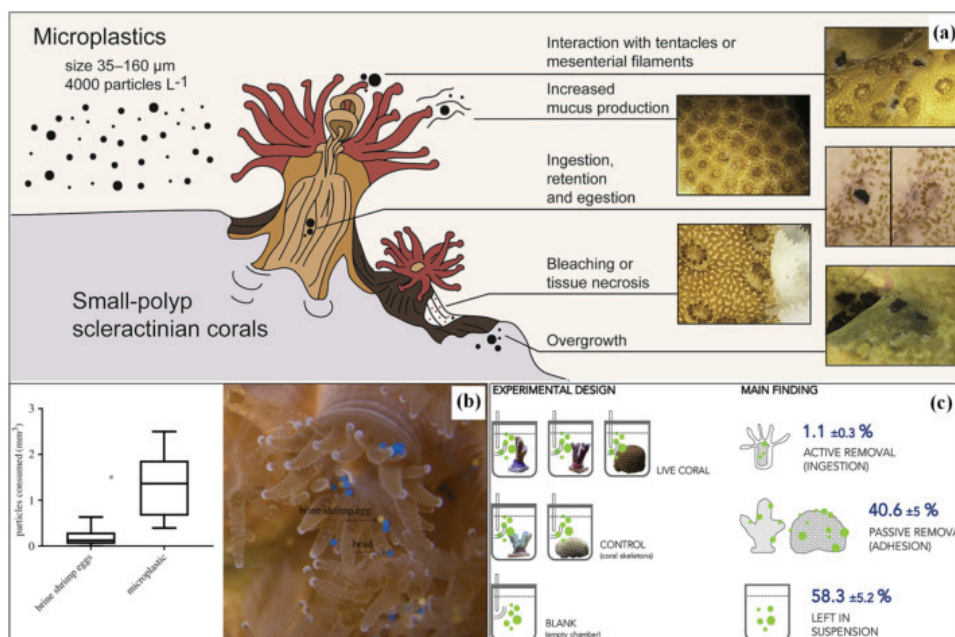 (a)
Microplastics
size 35–160 µm
4000 particles L-1
Interaction with tentacles or
mesenterial filaments
Increased
mucus production
Ingestion,
retention
and egestion
Bleaching or
tissue necrosis
Overgrowth
Small-polyp
scleractinian corals
(b)
particles consumed (mm3)
3
2
1
0
brine shrimp eggs
microplastic
brine shrimp egg
bead
(c)
EXPERIMENTAL DESIGN
LIVE CORAL
CONTROL
(coral skeletons)
BLANK
(empty chamber)
MAIN FINDING
1.1 ±0.3 %
ACTIVE REMOVAL
(INGESTION)
40.6 ±5 %
PASSIVE REMOVA
(ADHESION)
58.3 ±5.2 %
LEFT IN
SUSPENSION